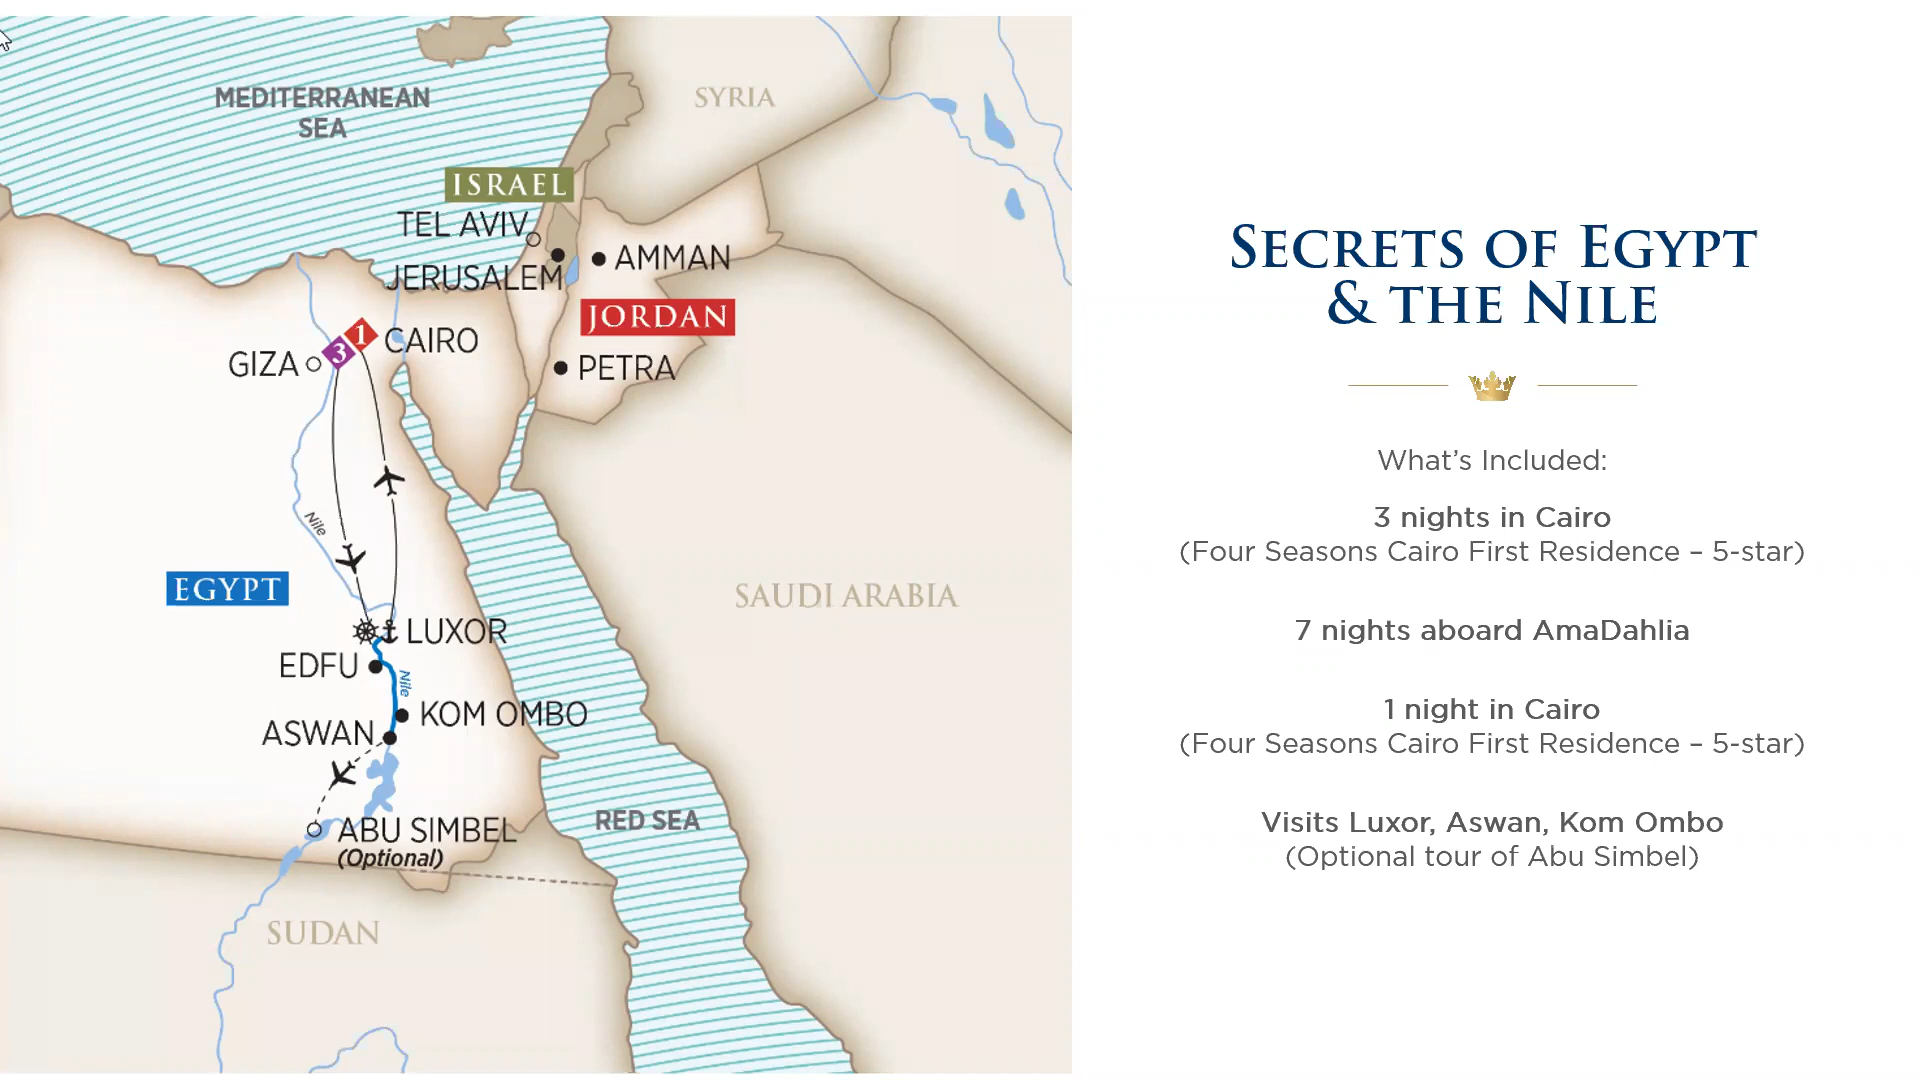 MEDITERRANEAN
SEA
SYRIA
ISRAEL
TEL AVIV
JERUSALEM
AMMAN
JORDAN
PETRA
1
3
CAIRO
GIZA
Nile
EGYPT
LUXOR
EDFU
Nile
KOM OMBO
ASWAN
ABU SIMBEL
(Optional)
SAUDI ARABIA
RED SEA
SUDAN
SECRETS OF EGYPT
& THE NILE
What's Included:
3 nights in Cairo
(Four Seasons Cairo First Residence – 5-star)
7 nights aboard AmaDahlia
1 night in Cairo
(Four Seasons Cairo First Residence – 5-star)
Visits Luxor, Aswan, Kom Ombo
(Optional tour of Abu Simbel)